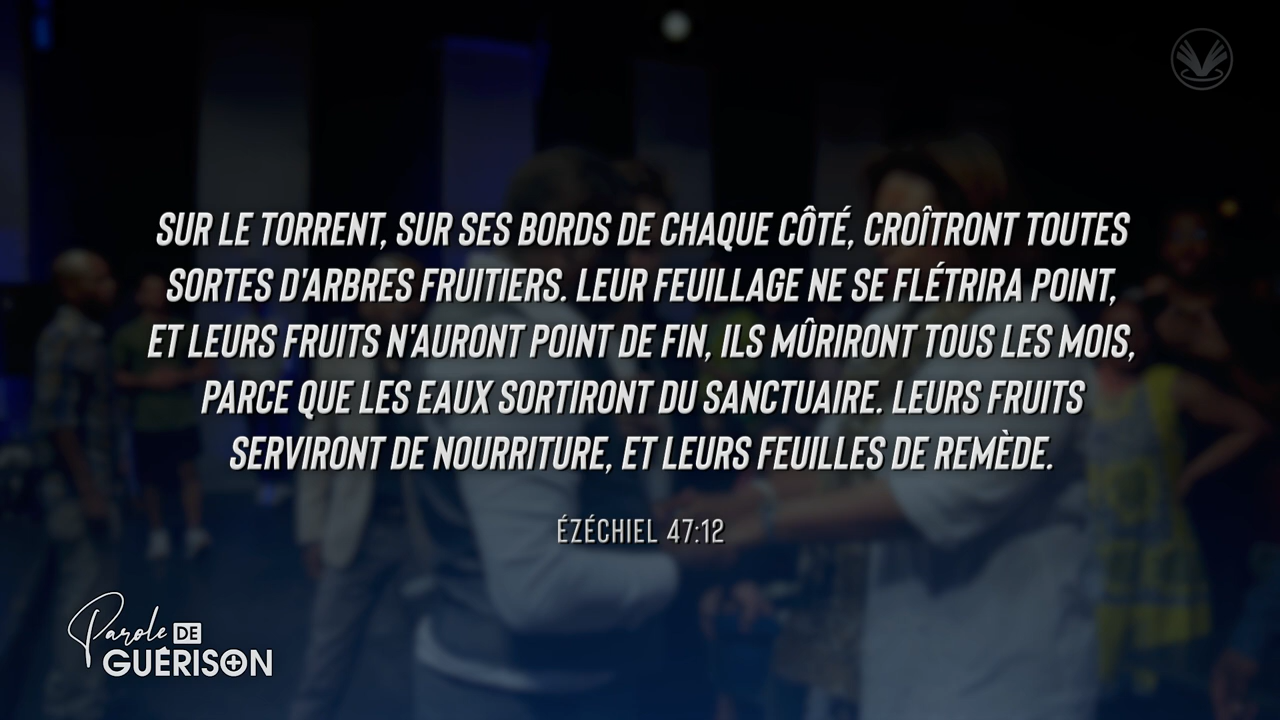 SUR LE TORRENT, SUR SES BORDS DE CHAQUE CÔTÉ, CROÎTRONT TOUTES
SORTES D'ARBRES FRUITIERS. LEUR FEUILLAGE NE SE FLÉTRIRA POINT,
ET LEURS FRUITS N'AURONT POINT DE FIN, ILS MÛRIRONT TOUS LES MOIS,
PARCE QUE LES EAUX SORTIRONT DU SANCTUAIRE. LEURS FRUITS
SERVIRONT DE NOURRITURE, ET LEURS FEUILLES DE REMÈDE.
ÉZÉCHIEL 47:12
Parole DE
GUÉRISON